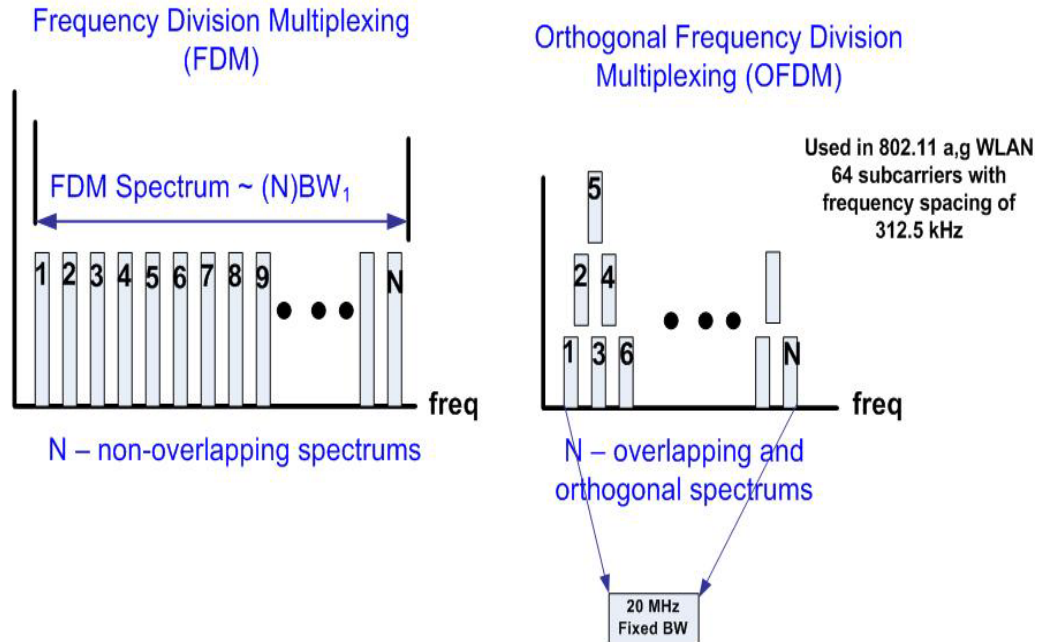 Frequency Division Multiplexing
(FDM)
FDM Spectrum ~ (N)BW₁
1 2 3 4 5 6 7 8 9 N
freq
N – non-overlapping spectrums
Orthogonal Frequency Division
Multiplexing (OFDM)
Used in 802.11 a,g WLAN
64 subcarriers with
frequency spacing of
312.5 kHz
5
2 4
1 3 6 N
freq
N – overlapping and
orthogonal spectrums
20 MHz
Fixed BW